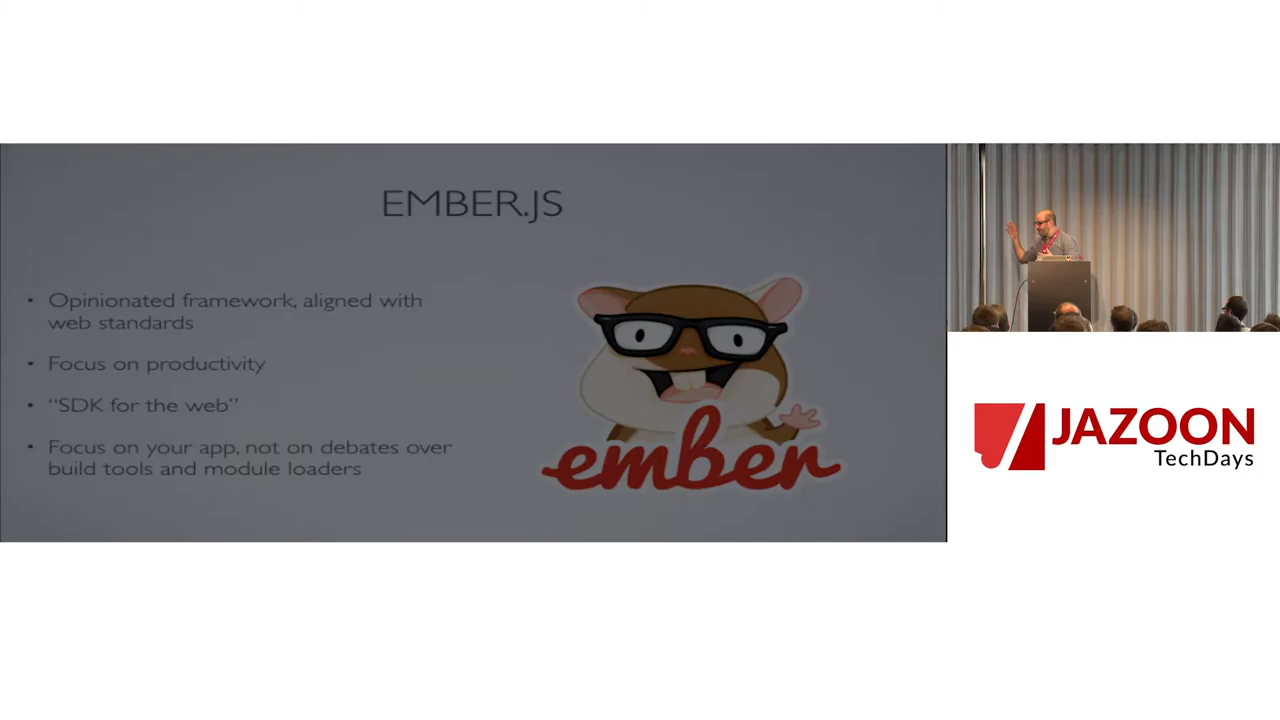 EMBER.JS
• Opinionated framework, aligned with
web standards
• Focus on productivity
• “SDK for the web”
• Focus on your app, not on debates over
build tools and module loaders
ember
JAZOON
TechDays